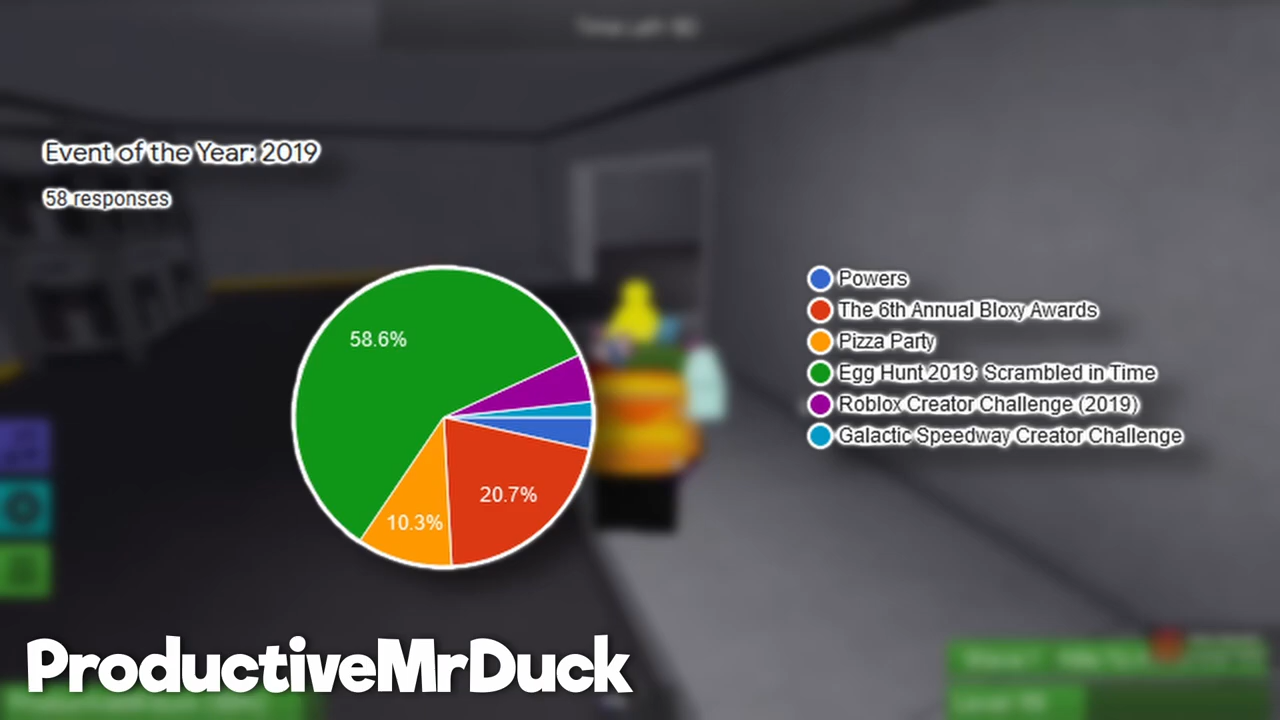 Event of the Year: 2019
58 responses
58.6%
20.7%
10.3%
Powers
The 6th Annual Bloxy Awards
Pizza Party
Egg Hunt 2019: Scrambled in Time
Roblox Creator Challenge (2019)
Galactic Speedway Creator Challenge
ProductiveMrDuck